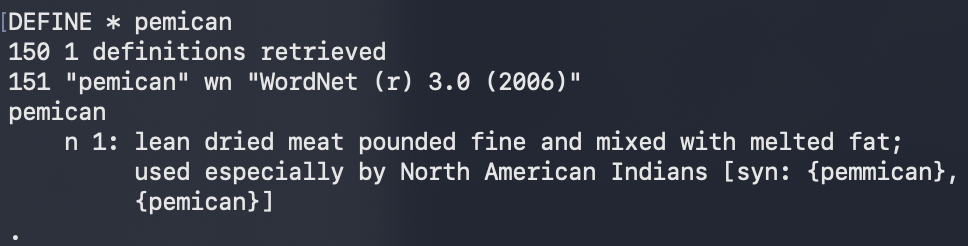 [DEFINE * pemican
150 1 definitions retrieved
151 "pemican" wn "WordNet (r) 3.0 (2006)"
pemican
    n 1: lean dried meat pounded fine and mixed with melted fat;
         used especially by North American Indians [syn: {pemmican},
         {pemican}]
.